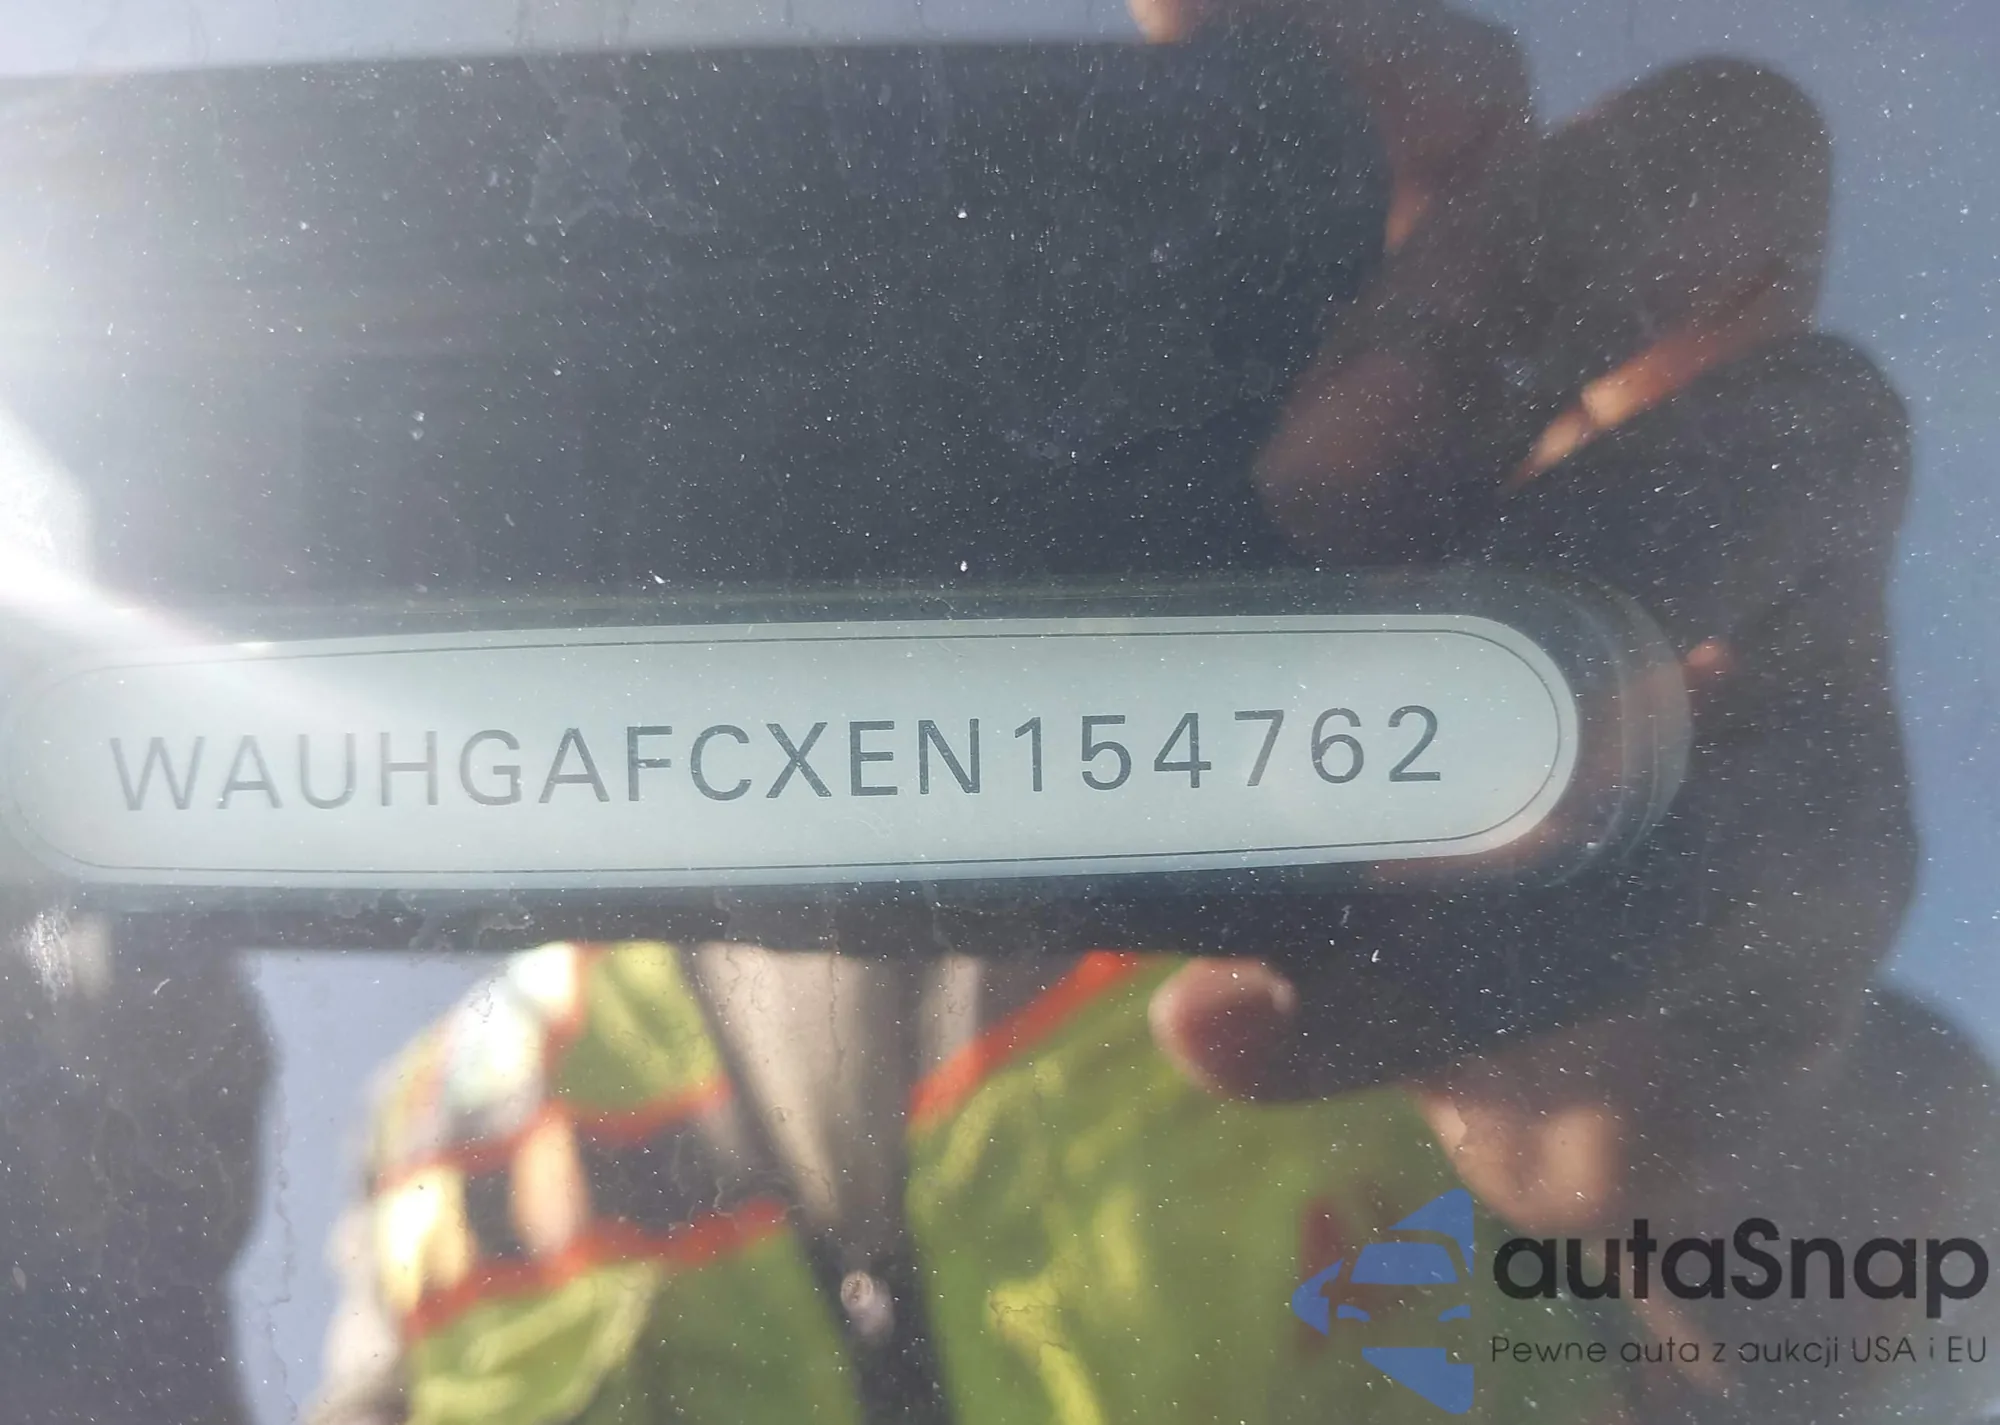 WAUHGAFCXEN154762
autaSnap
Pewne auta z aukcji USA i EU